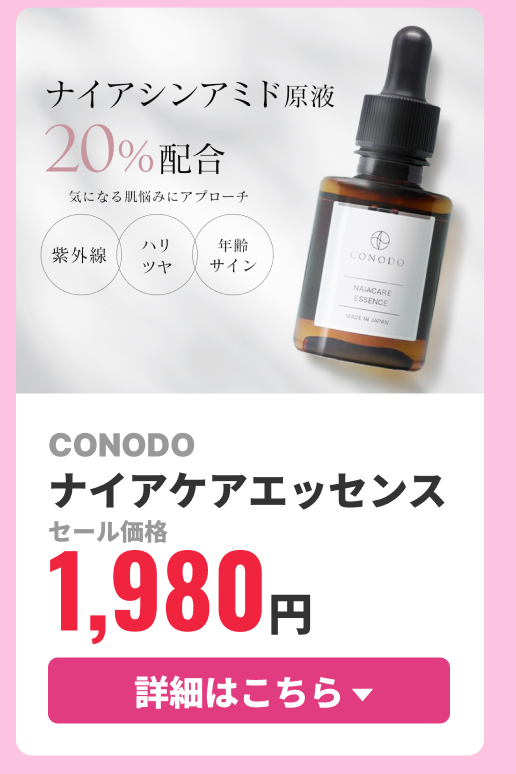 ナイアシンアミド原液
20%配合
気になる肌悩みにアプローチ
紫外線
ハリ
ツヤ
年齢
サイン
CONODO
NAIACARE
ESSENCE
MADE IN JAPAN
CONODO
ナイアケアエッセンス
セール価格
1,980円
詳細はこちら